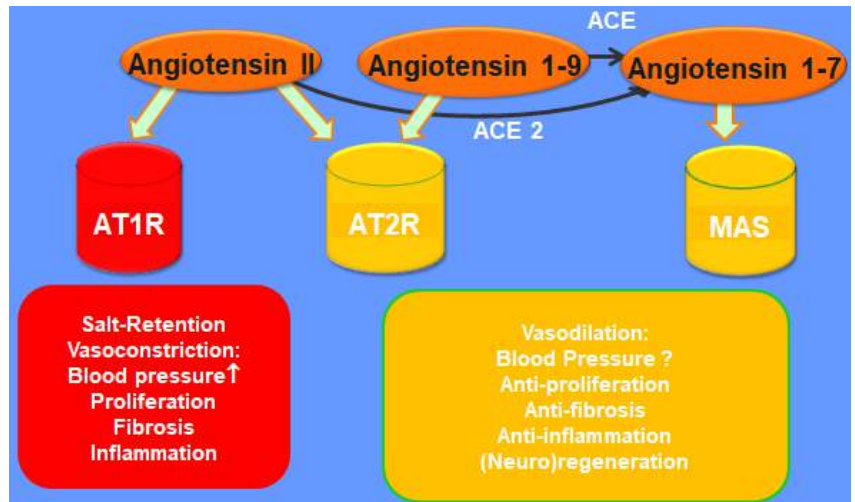 ACE
Angiotensin II
Angiotensin 1-9
Angiotensin 1-7
ACE 2
AT1R
AT2R
MAS
Salt-Retention
Vasoconstriction:
Blood pressure↑
Proliferation
Fibrosis
Inflammation
Vasodilation:
Blood Pressure ?
Anti-proliferation
Anti-fibrosis
Anti-inflammation
(Neuro)regeneration